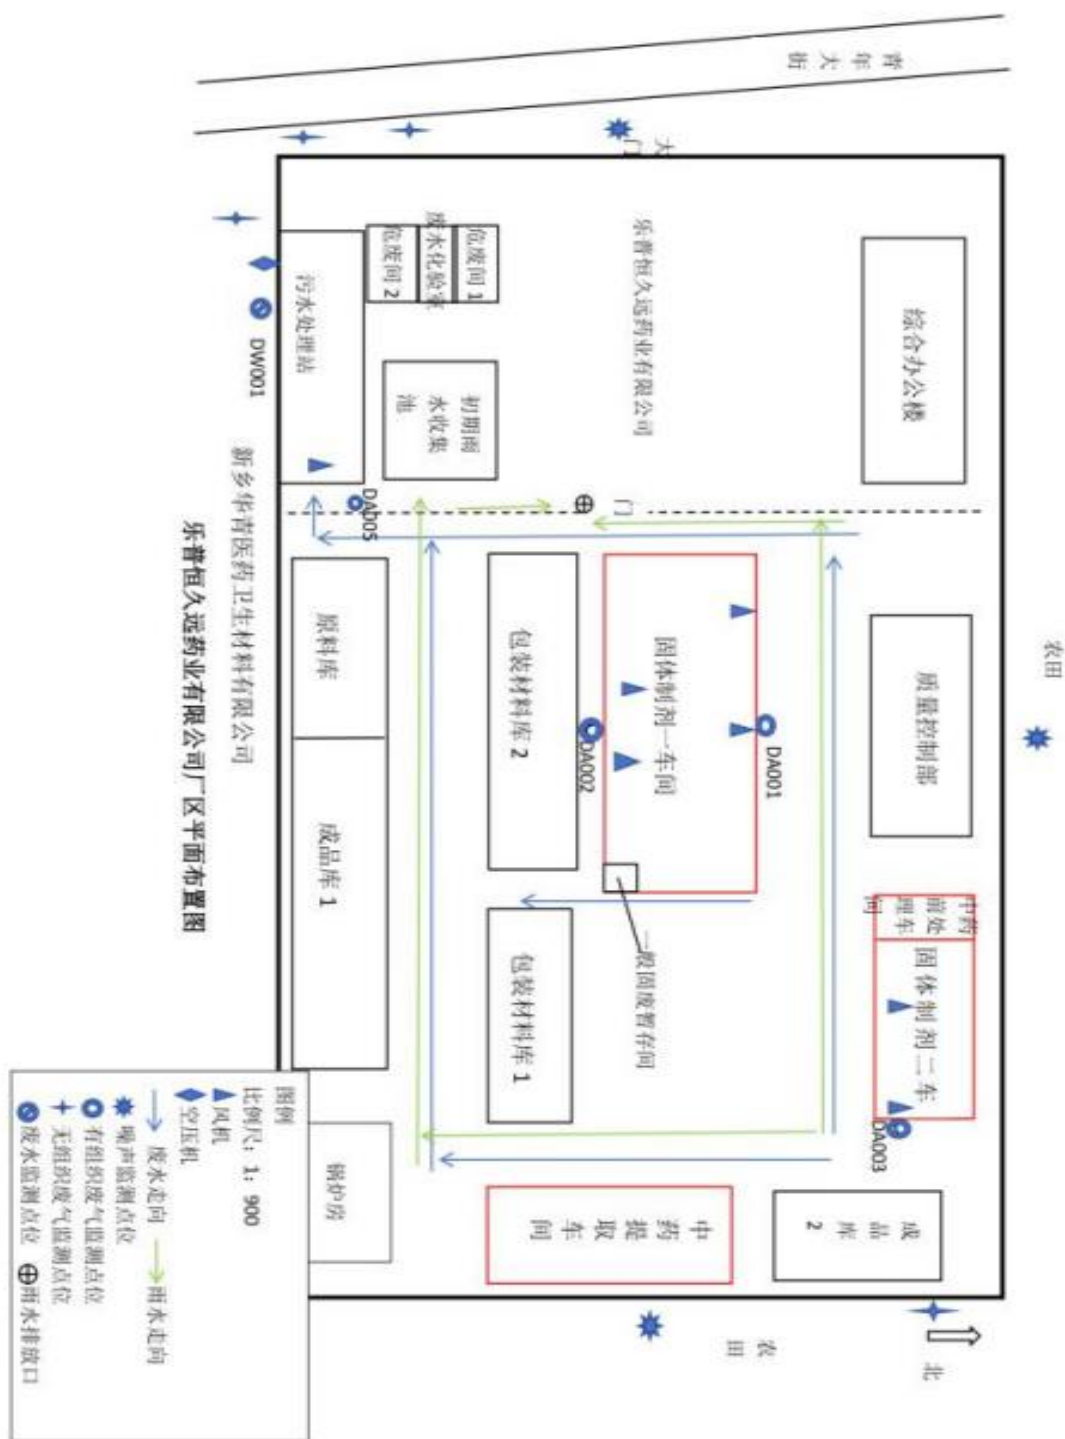 青年大街
大门
综合办公楼
乐普恒久远药业有限公司
危废间 1
废水化验室
危废间 2
污水处理站
初期雨
水收集
池
DW001
DA005
门
农田
质量控制部
固体制剂一车间
DA001
DA002
包装材料库 2
原料库
成品库 1
一般固废暂存间
包装材料库 1
中药
前处
理车
间
固体制剂二车
DA003
成品库
2
中药提取车
间
锅炉房
农田
北
新乡华青医药卫生材料有限公司
乐普恒久远药业有限公司厂区平面布置图
图例
比例尺：1：900
风机
空压机
废水走向 雨水走向
噪声监测点位
有组织废气监测点位
无组织废气监测点位
废水监测点位 雨水排放口